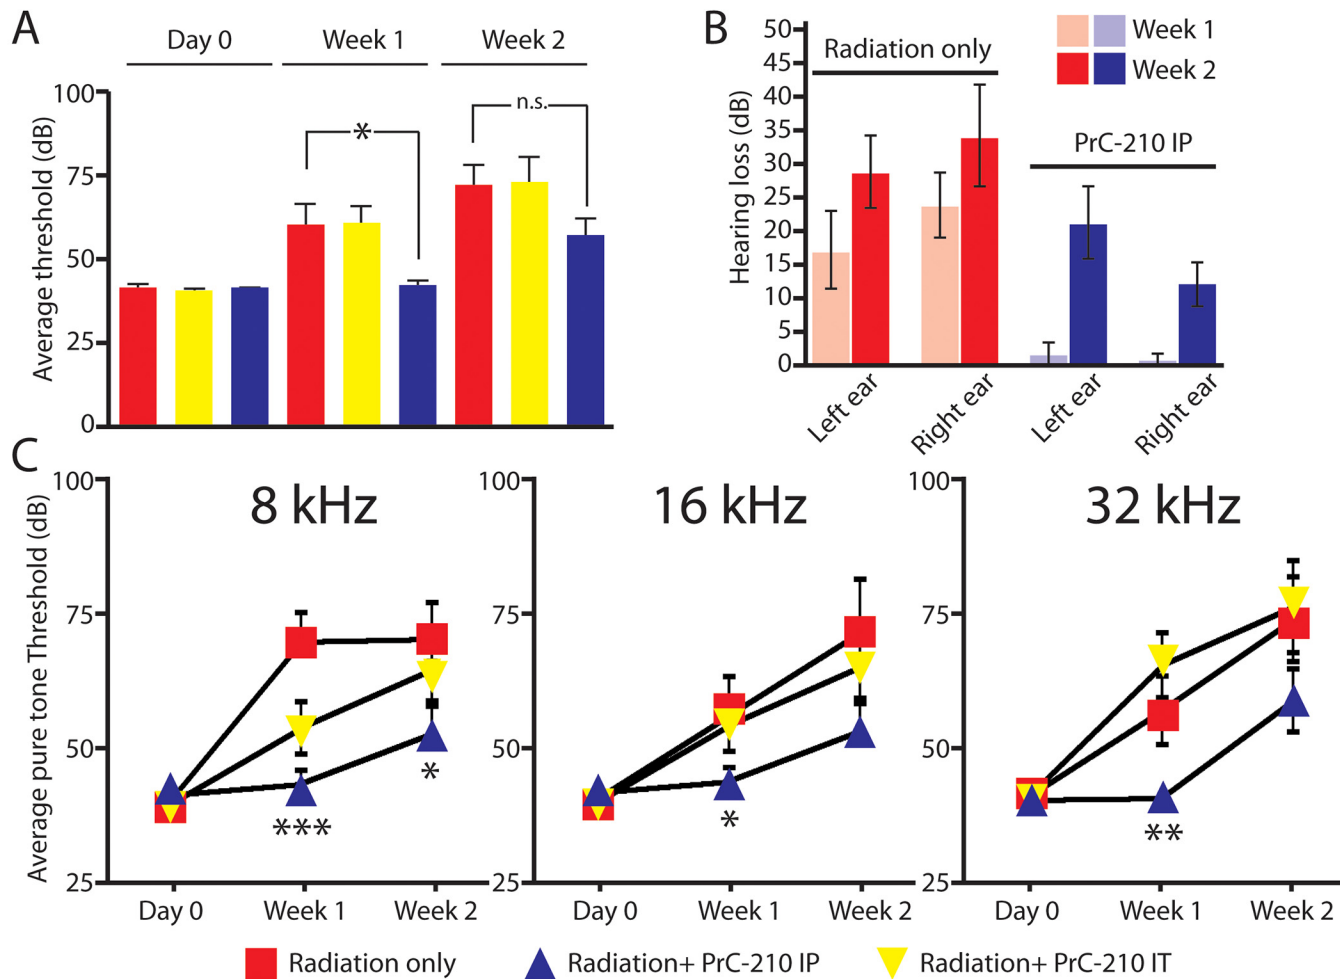 A
Day 0 Week 1 Week 2
Average threshold (dB)
100
75
50
25
0
*
n.s.
B
Week 1
Week 2
Radiation only
PrC-210 IP
Hearing loss (dB)
50
45
40
35
30
25
20
15
10
5
0
Left ear Right ear Left ear Right ear
C
Average pure tone Threshold (dB)
8 kHz
100
75
50
25
***
*
Day 0 Week 1 Week 2
16 kHz
100
75
50
25
*
Day 0 Week 1 Week 2
32 kHz
100
75
50
25
**
Day 0 Week 1 Week 2
Radiation only Radiation+ PrC-210 IP Radiation+ PrC-210 IT